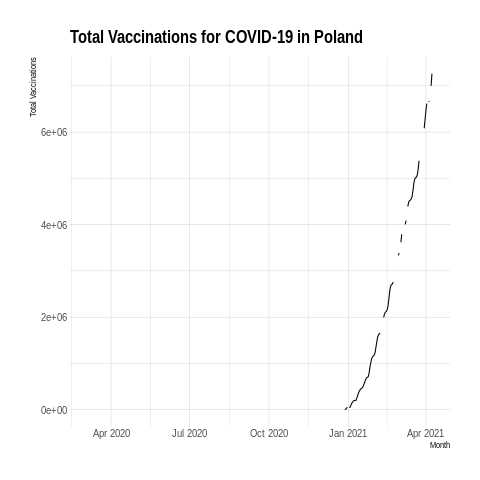 Total Vaccinations for COVID-19 in Poland
Total Vaccinations
6e+06
4e+06
2e+06
0e+00
Apr 2020 Jul 2020 Oct 2020 Jan 2021 Apr 2021
Month